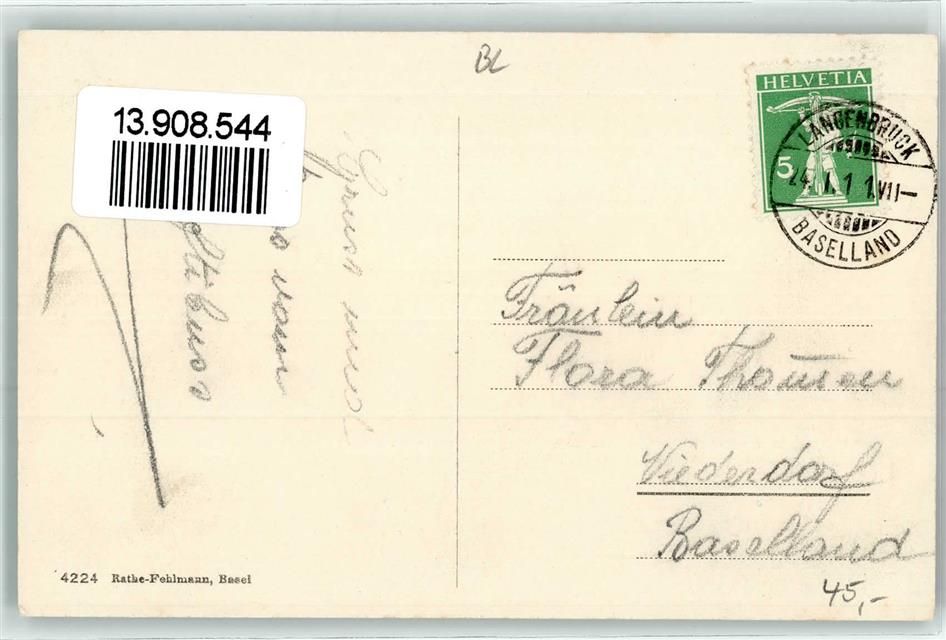 BL
13.908.544
HELVETIA
5
LANGENBRUCK
BASELLAND
Gruss und
von
Fräulein
Flora Thommen
Niederdorf
Baselland
45,-
4224 Rathe-Fehlmann, Basel